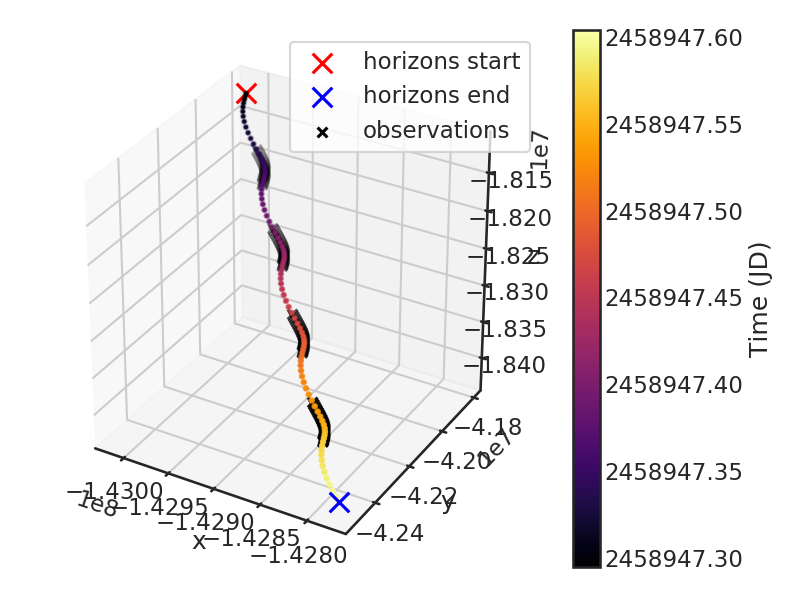 horizons start
horizons end
observations
1e7
−1.815
−1.820
−1.825
z
−1.830
−1.835
−1.840
−4.18
−4.20
−4.22
−4.24
1e7
y
−1.4300
−1.4295
−1.4290
−1.4285
−1.4280
1e8
x
2458947.60
2458947.55
2458947.50
2458947.45
2458947.40
2458947.35
2458947.30
Time (JD)